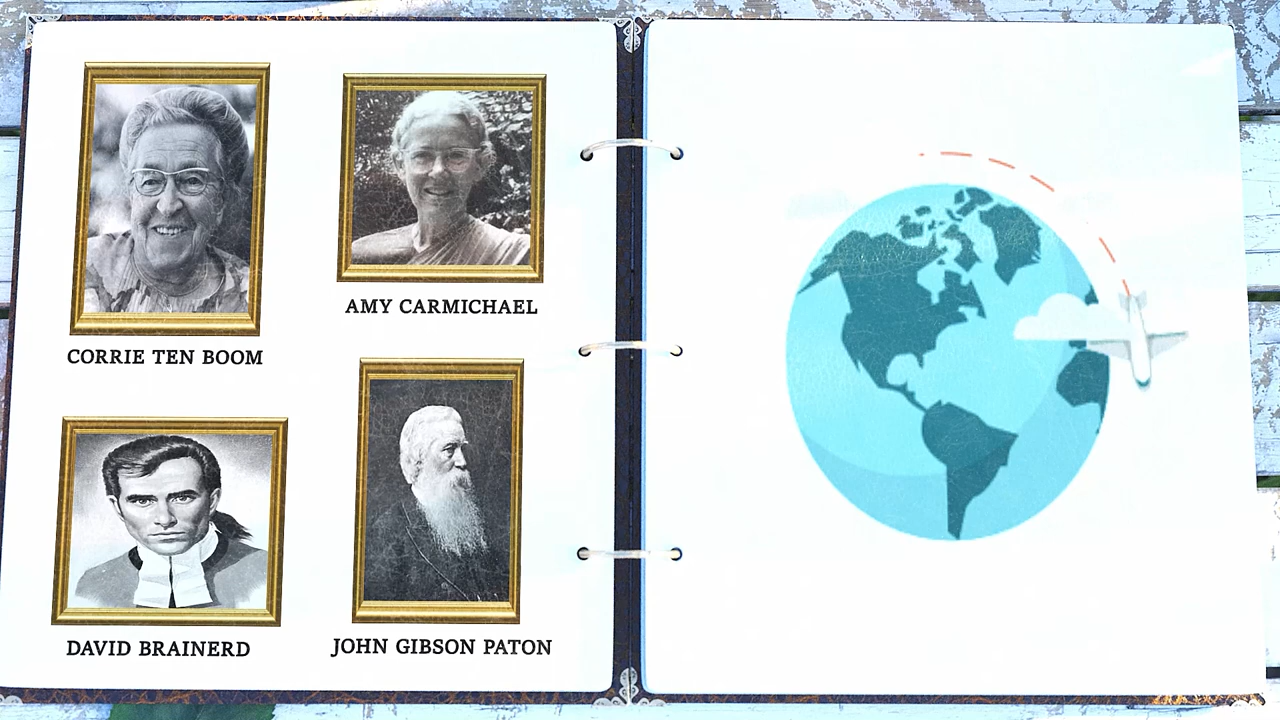 CORRIE TEN BOOM
AMY CARMICHAEL
DAVID BRAINERD
JOHN GIBSON PATON